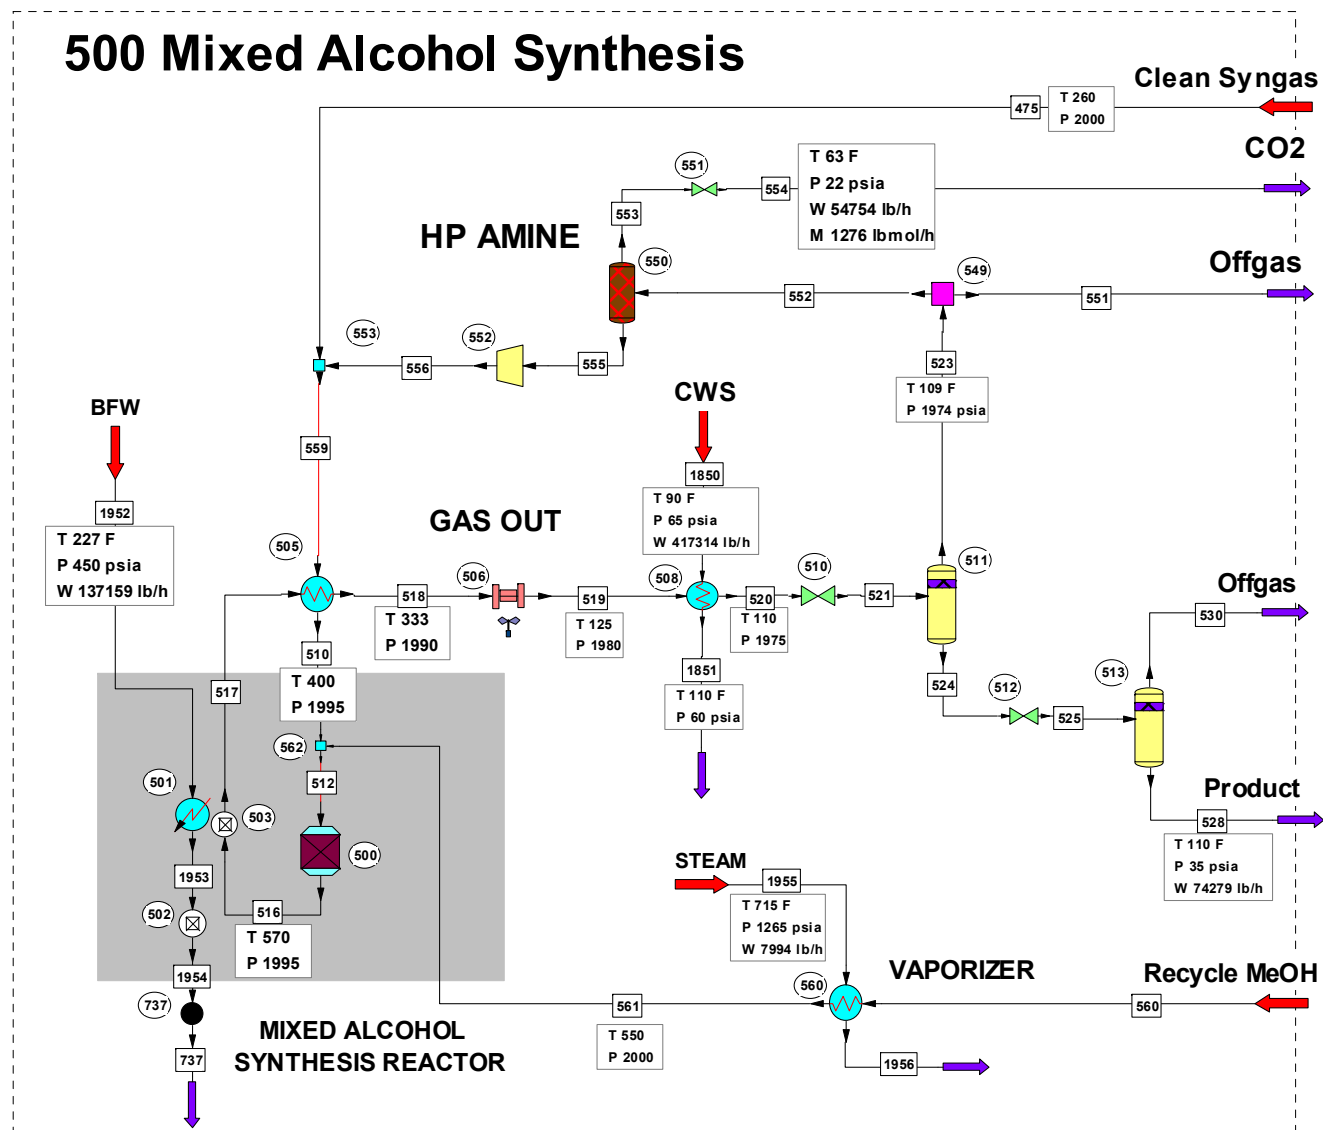 500 Mixed Alcohol Synthesis
Clean Syngas
475
T 260
P 2000
CO2
551
554
T 63 F
P 22 psia
W 54754 lb/h
M 1276 lbmol/h
553
HP AMINE
550
Offgas
549
552
551
553
552
556
555
523
T 109 F
P 1974 psia
BFW
CWS
559
1850
T 90 F
P 65 psia
W 417314 lb/h
1952
T 227 F
P 450 psia
W 137159 lb/h
GAS OUT
505
506
508
510
511
518
T 333
P 1990
519
T 125
P 1980
520
T 110
P 1975
521
Offgas
530
510
T 400
P 1995
517
1851
T 110 F
P 60 psia
524
512
525
513
562
512
501
503
500
Product
528
T 110 F
P 35 psia
W 74279 lb/h
1953
502
516
T 570
P 1995
STEAM
1955
T 715 F
P 1265 psia
W 7994 lb/h
1954
VAPORIZER
Recycle MeOH
560
737
561
T 550
P 2000
560
MIXED ALCOHOL
SYNTHESIS REACTOR
737
1956